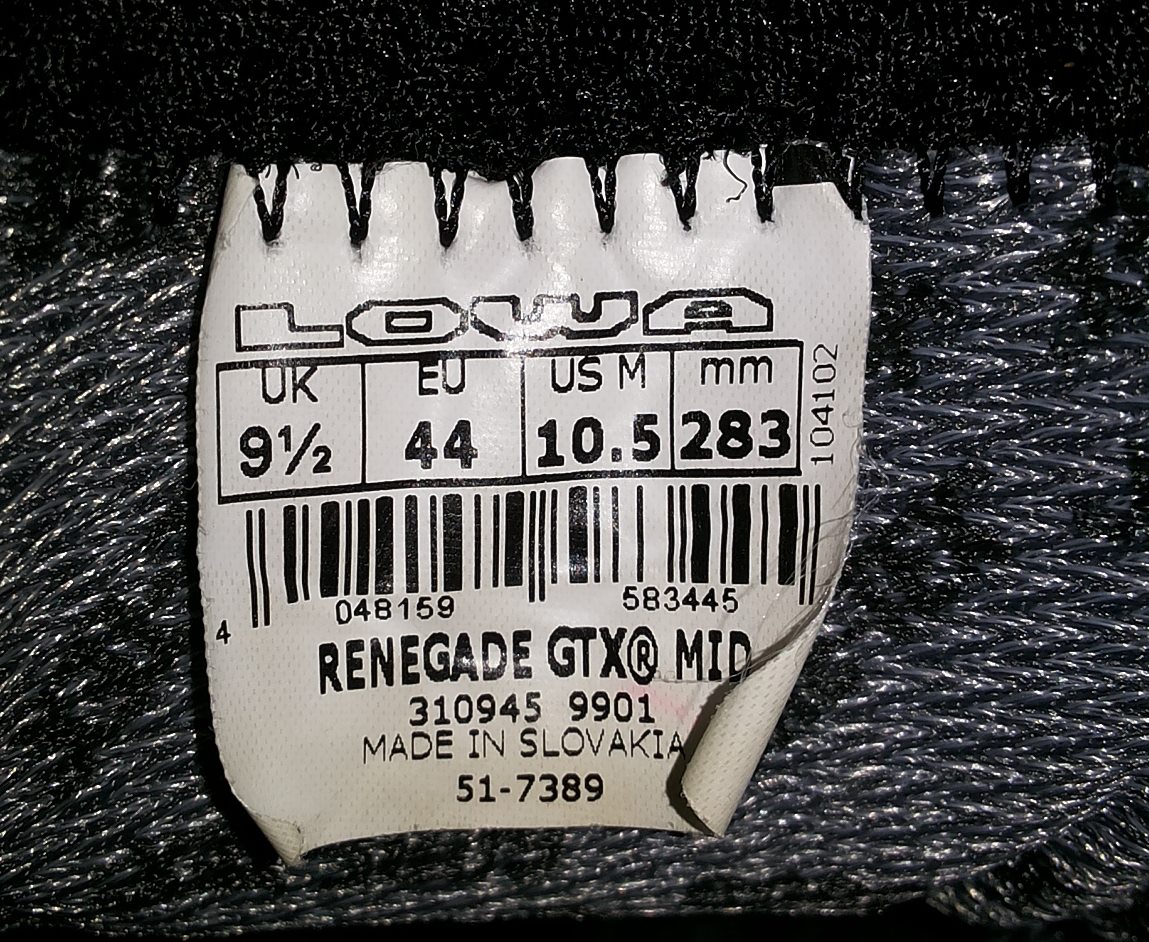 LOWA
UK EU US M mm
9½ 44 10.5 283
104102
4 048159 583445
RENEGADE GTX® MID
310945 9901
MADE IN SLOVAKIA
51-7389